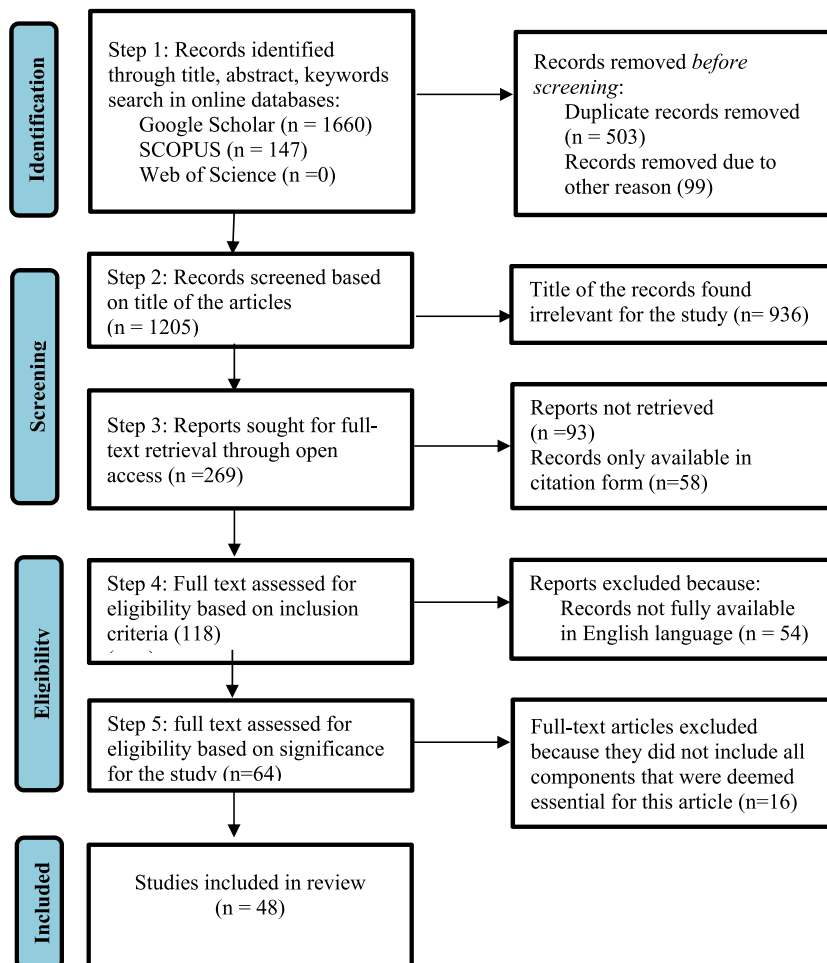 Identification
Step 1: Records identified
through title, abstract, keywords
search in online databases:
Google Scholar (n = 1660)
SCOPUS (n = 147)
Web of Science (n =0)
Records removed before
screening:
Duplicate records removed
(n = 503)
Records removed due to
other reason (99)
Screening
Step 2: Records screened based
on title of the articles
(n = 1205)
Title of the records found
irrelevant for the study (n= 936)
Step 3: Reports sought for full-
text retrieval through open
access (n =269)
Reports not retrieved
(n =93)
Records only available in
citation form (n=58)
Eligibility
Step 4: Full text assessed for
eligibility based on inclusion
criteria (118)
Reports excluded because:
Records not fully available
in English language (n = 54)
Step 5: full text assessed for
eligibility based on significance
for the study (n=64)
Full-text articles excluded
because they did not include all
components that were deemed
essential for this article (n=16)
Included
Studies included in review
(n = 48)